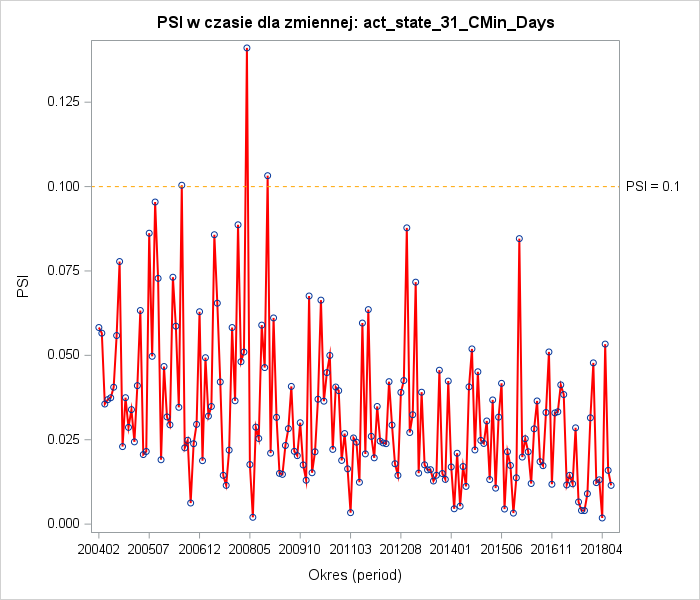 PSI w czasie dla zmiennej: act_state_31_CMin_Days
0.125
0.100
PSI = 0.1
0.075
PSI
0.050
0.025
0.000
200402 200507 200612 200805 200910 201103 201208 201401 201506 201611 201804
Okres (period)